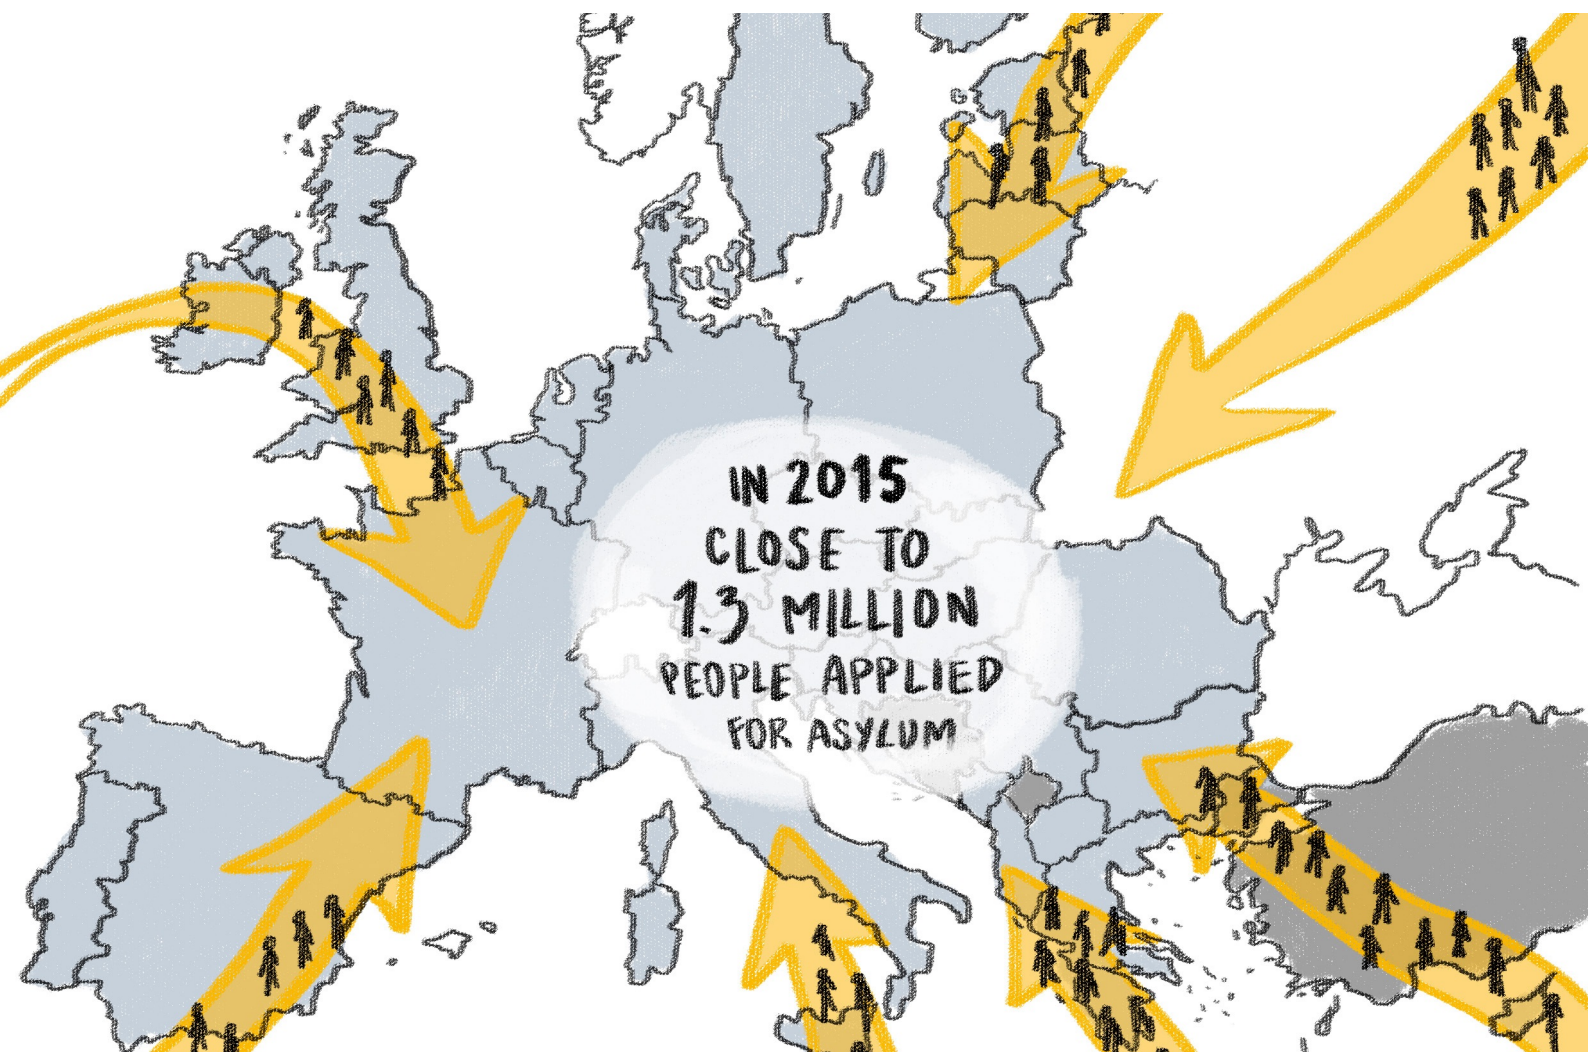 IN 2015
CLOSE TO
1.3 MILLION
PEOPLE APPLIED
FOR ASYLUM